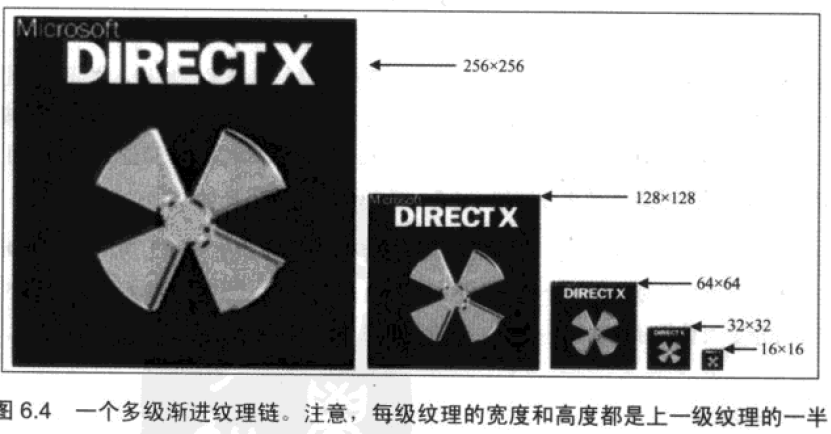 Microsoft
DIRECT X
256×256
Microsoft
DIRECT X
128×128
DIRECT X
64×64
DIRECT X
32×32
16×16
图 6.4 一个多级渐进纹理链。注意，每级纹理的宽度和高度都是上一级纹理的一半